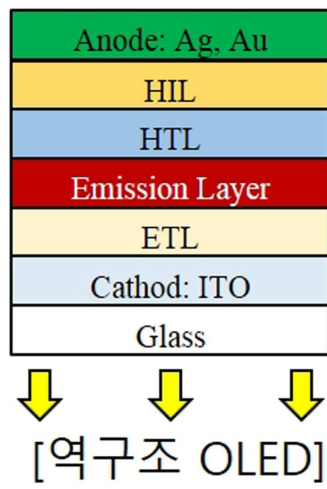 Anode: Ag, Au
HIL
HTL
Emission Layer
ETL
Cathod: ITO
Glass
[역구조 OLED]